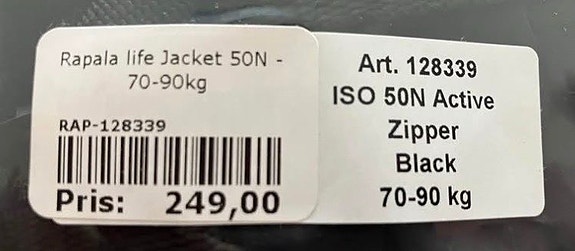 Rapala life Jacket 50N -
70-90kg
RAP-128339
Pris: 249,00
Art. 128339
ISO 50N Active
Zipper
Black
70-90 kg